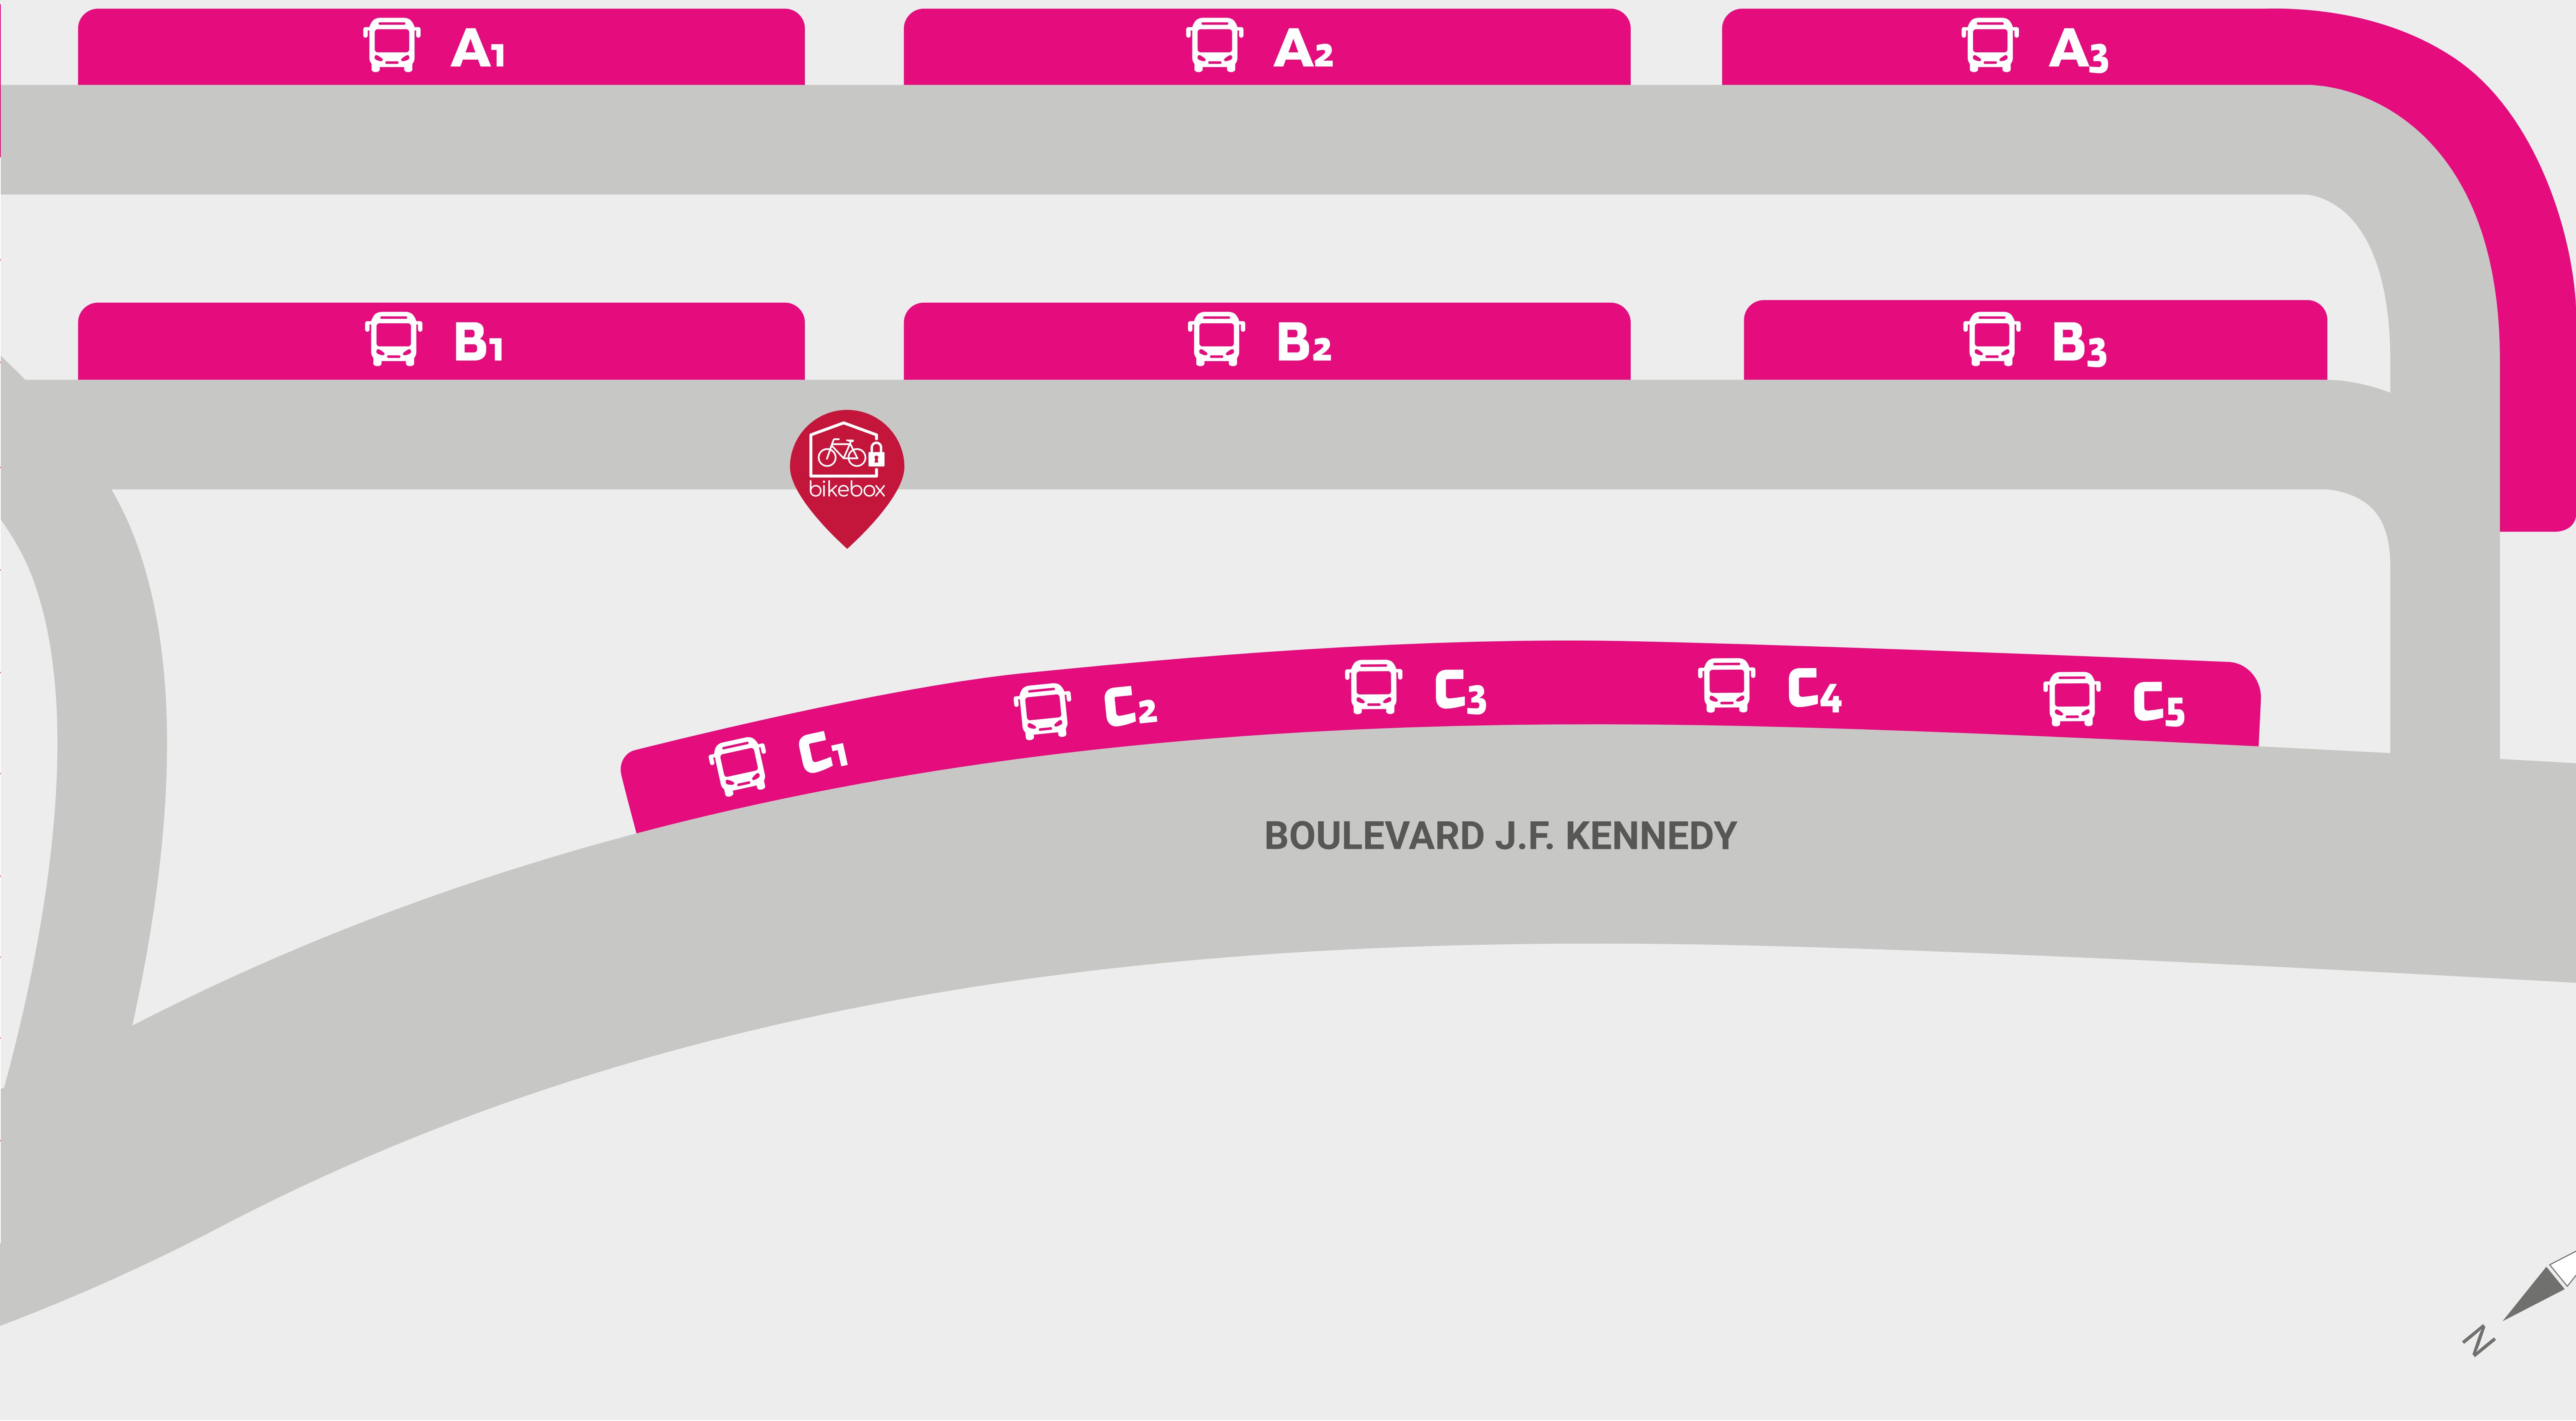 A1
A2
A3
B1
B2
B3
bikebox
C1
C2
C3
C4
C5
BOULEVARD J.F. KENNEDY
N